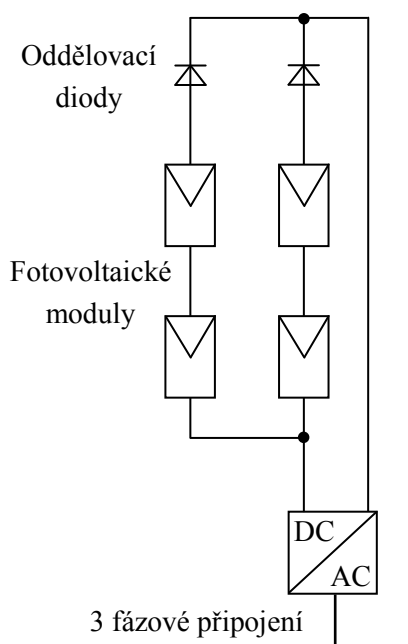 Oddělovací
diody
Fotovoltaické
moduly
DC
AC
3 fázové připojení